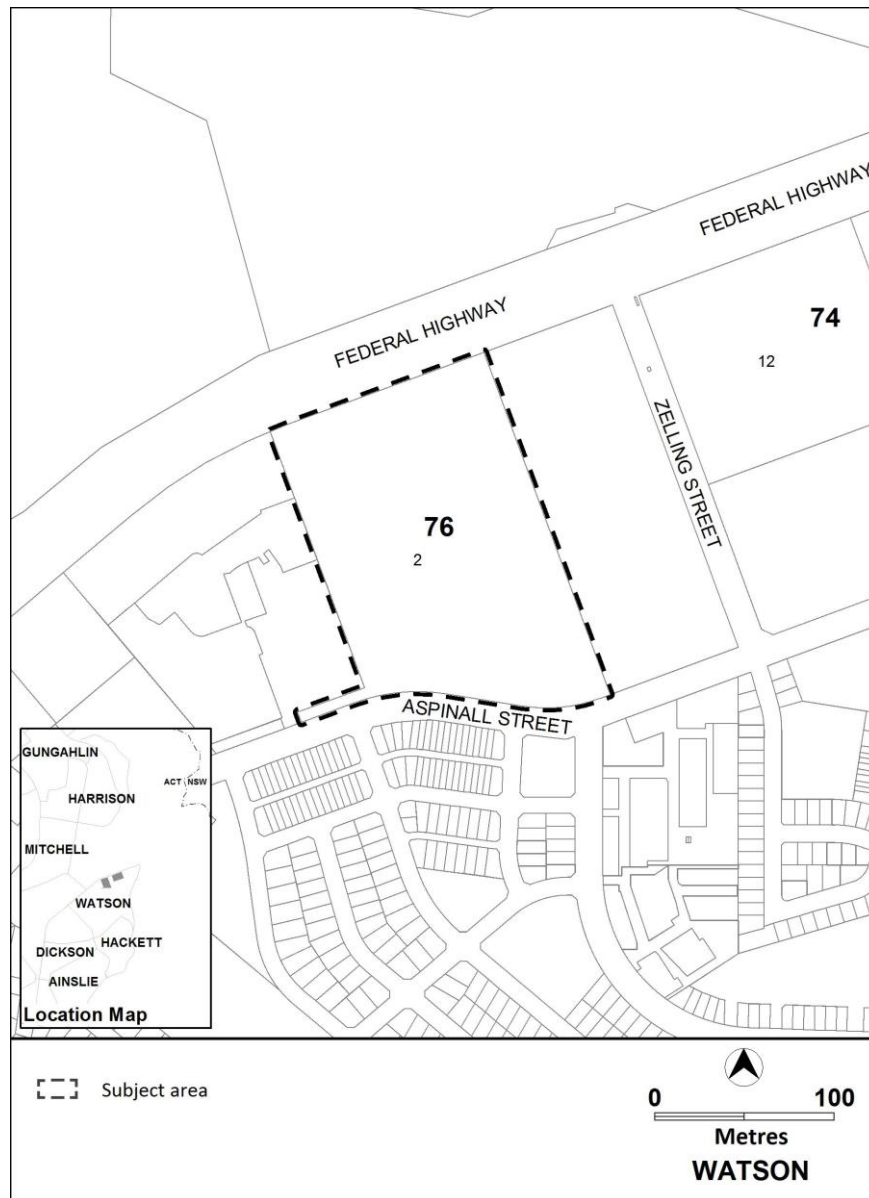 FEDERAL HIGHWAY
FEDERAL HIGHWAY
74
12
ZELLING STREET
76
2
ASPINALL STREET
GUNGAHLIN
ACT NSW
HARRISON
MITCHELL
WATSON
HACKETT
DICKSON
AINSLIE
Location Map
Subject area
0 100
Metres
WATSON